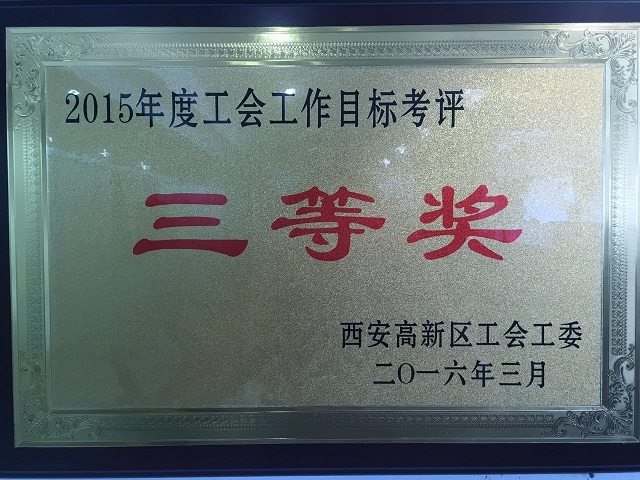 2015年度工会工作目标考评
三等奖
西安高新区工会工委
二〇一六年三月